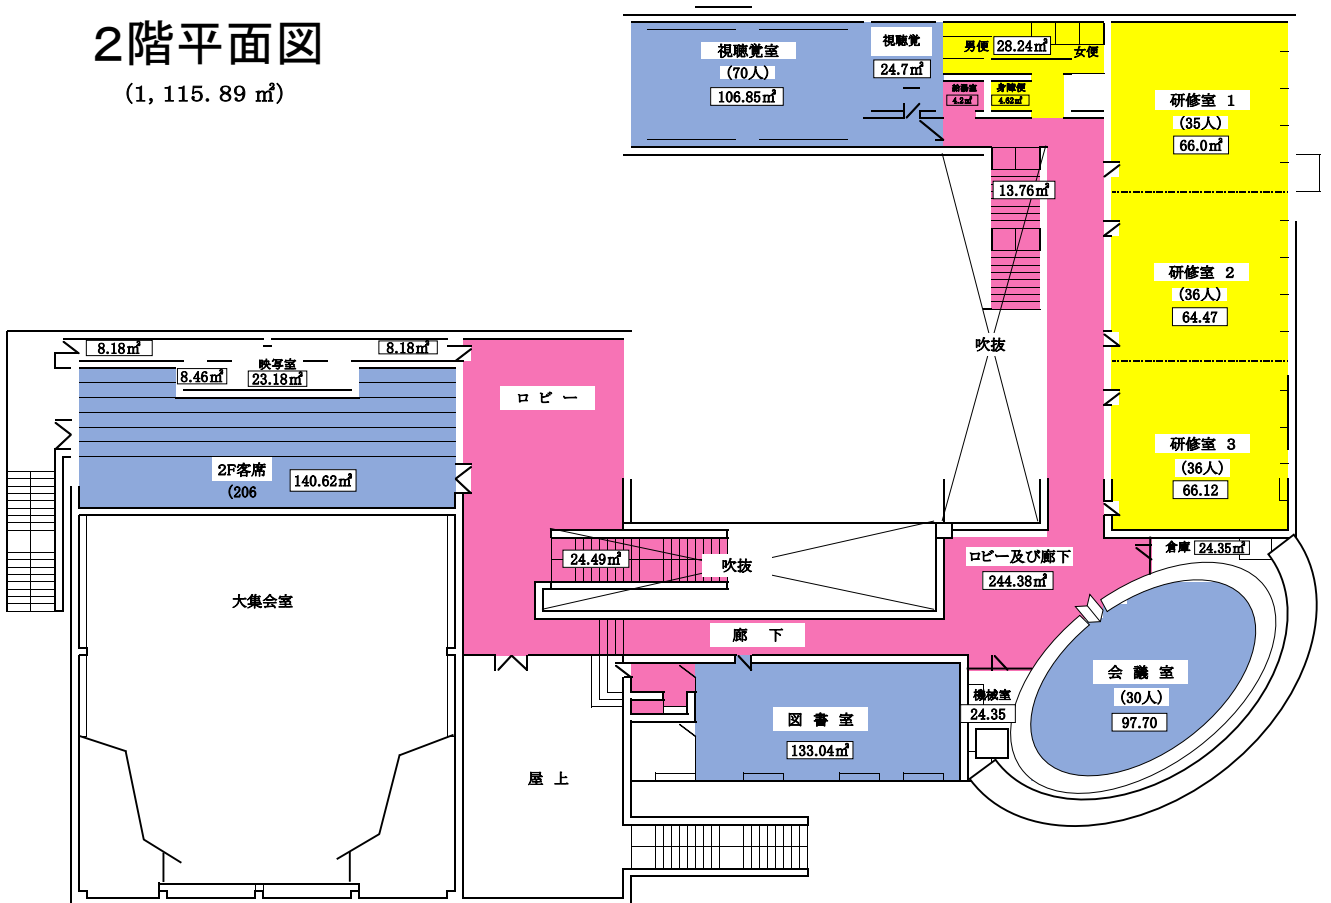 2階平面図
(1, 115. 89 ㎡)
視聴覚室
(70人)
106.85㎡
視聴覚
24.7㎡
男便
28.24㎡
女便
給湯室
4.2㎡
身障便
4.62㎡
研修室 1
(35人)
66.0㎡
13.76㎡
研修室 2
(36人)
64.47
吹抜
8.18㎡
8.18㎡
映写室
8.46㎡
23.18㎡
ロ ビ ー
研修室 3
(36人)
66.12
2F客席
(206
140.62㎡
24.49㎡
吹抜
ロビー及び廊下
244.38㎡
倉庫
24.35㎡
大集会室
廊 下
会 議 室
(30人)
97.70
機械室
24.35
図 書 室
133.04㎡
屋 上